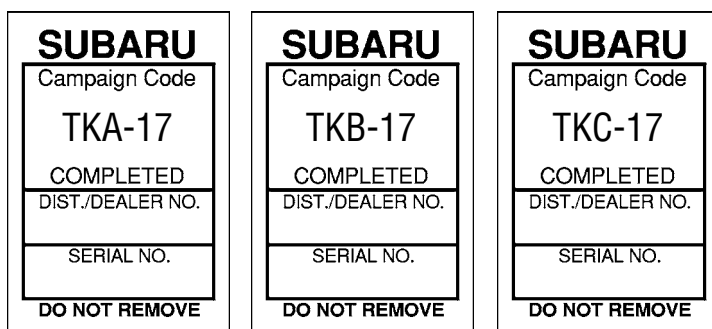 SUBARU
Campaign Code
TKA-17
COMPLETED
DIST./DEALER NO.
SERIAL NO.
DO NOT REMOVE
SUBARU
Campaign Code
TKB-17
COMPLETED
DIST./DEALER NO.
SERIAL NO.
DO NOT REMOVE
SUBARU
Campaign Code
TKC-17
COMPLETED
DIST./DEALER NO.
SERIAL NO.
DO NOT REMOVE